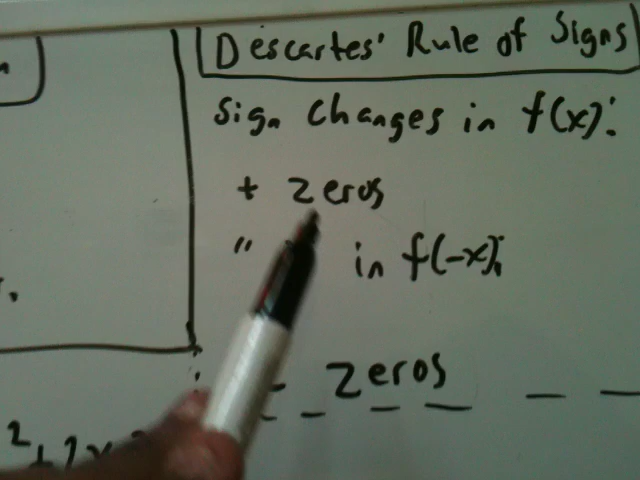 Descartes' Rule of Signs
Sign Changes in f(x):
+ zeros
" in f(-x):
- zeros